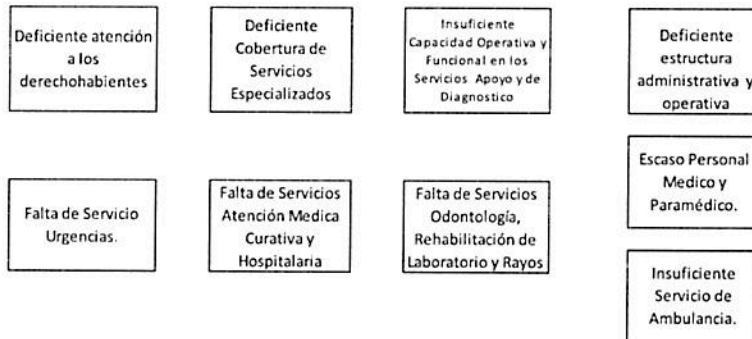 Deficiente atención
a los
derechohabientes
Deficiente
Cobertura de
Servicios
Especializados
Insuficiente
Capacidad Operativa y
Funcional en los
Servicios Apoyo y de
Diagnostico
Deficiente
estructura
administrativa y
operativa
Escaso Personal
Medico y
Paramédico.
Falta de Servicio
Urgencias.
Falta de Servicios
Atención Medica
Curativa y
Hospitalaria
Falta de Servicios
Odontología,
Rehabilitación de
Laboratorio y Rayos
Insuficiente
Servicio de
Ambulancia.